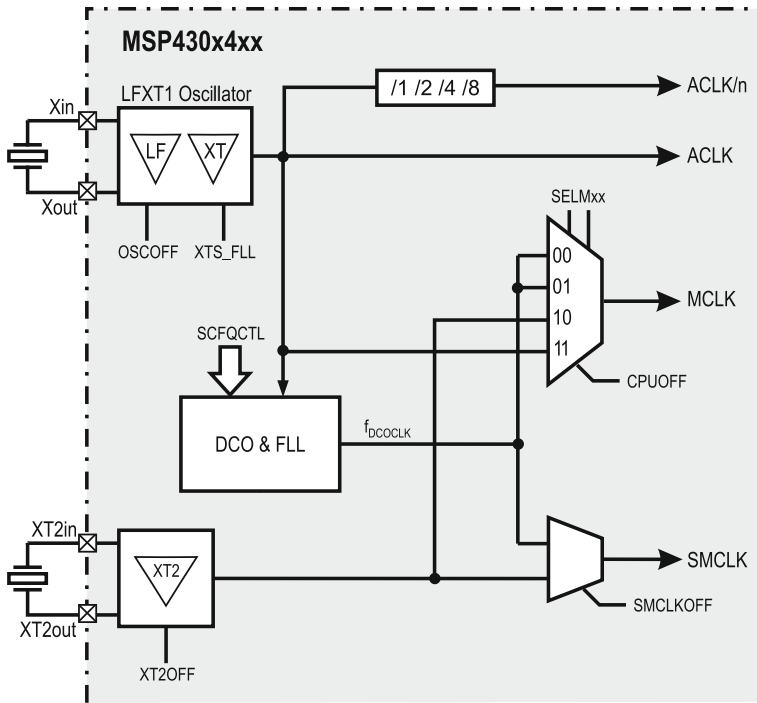 MSP430x4xx
LFXT1 Oscillator
/1 /2 /4 /8
ACLK/n
Xin
LF
XT
ACLK
Xout
OSCOFF
XTS_FLL
SELMxx
00
01
10
11
MCLK
CPUOFF
SCFQCTL
DCO & FLL
fDCOCLK
XT2in
XT2
XT2out
XT2OFF
SMCLK
SMCLKOFF